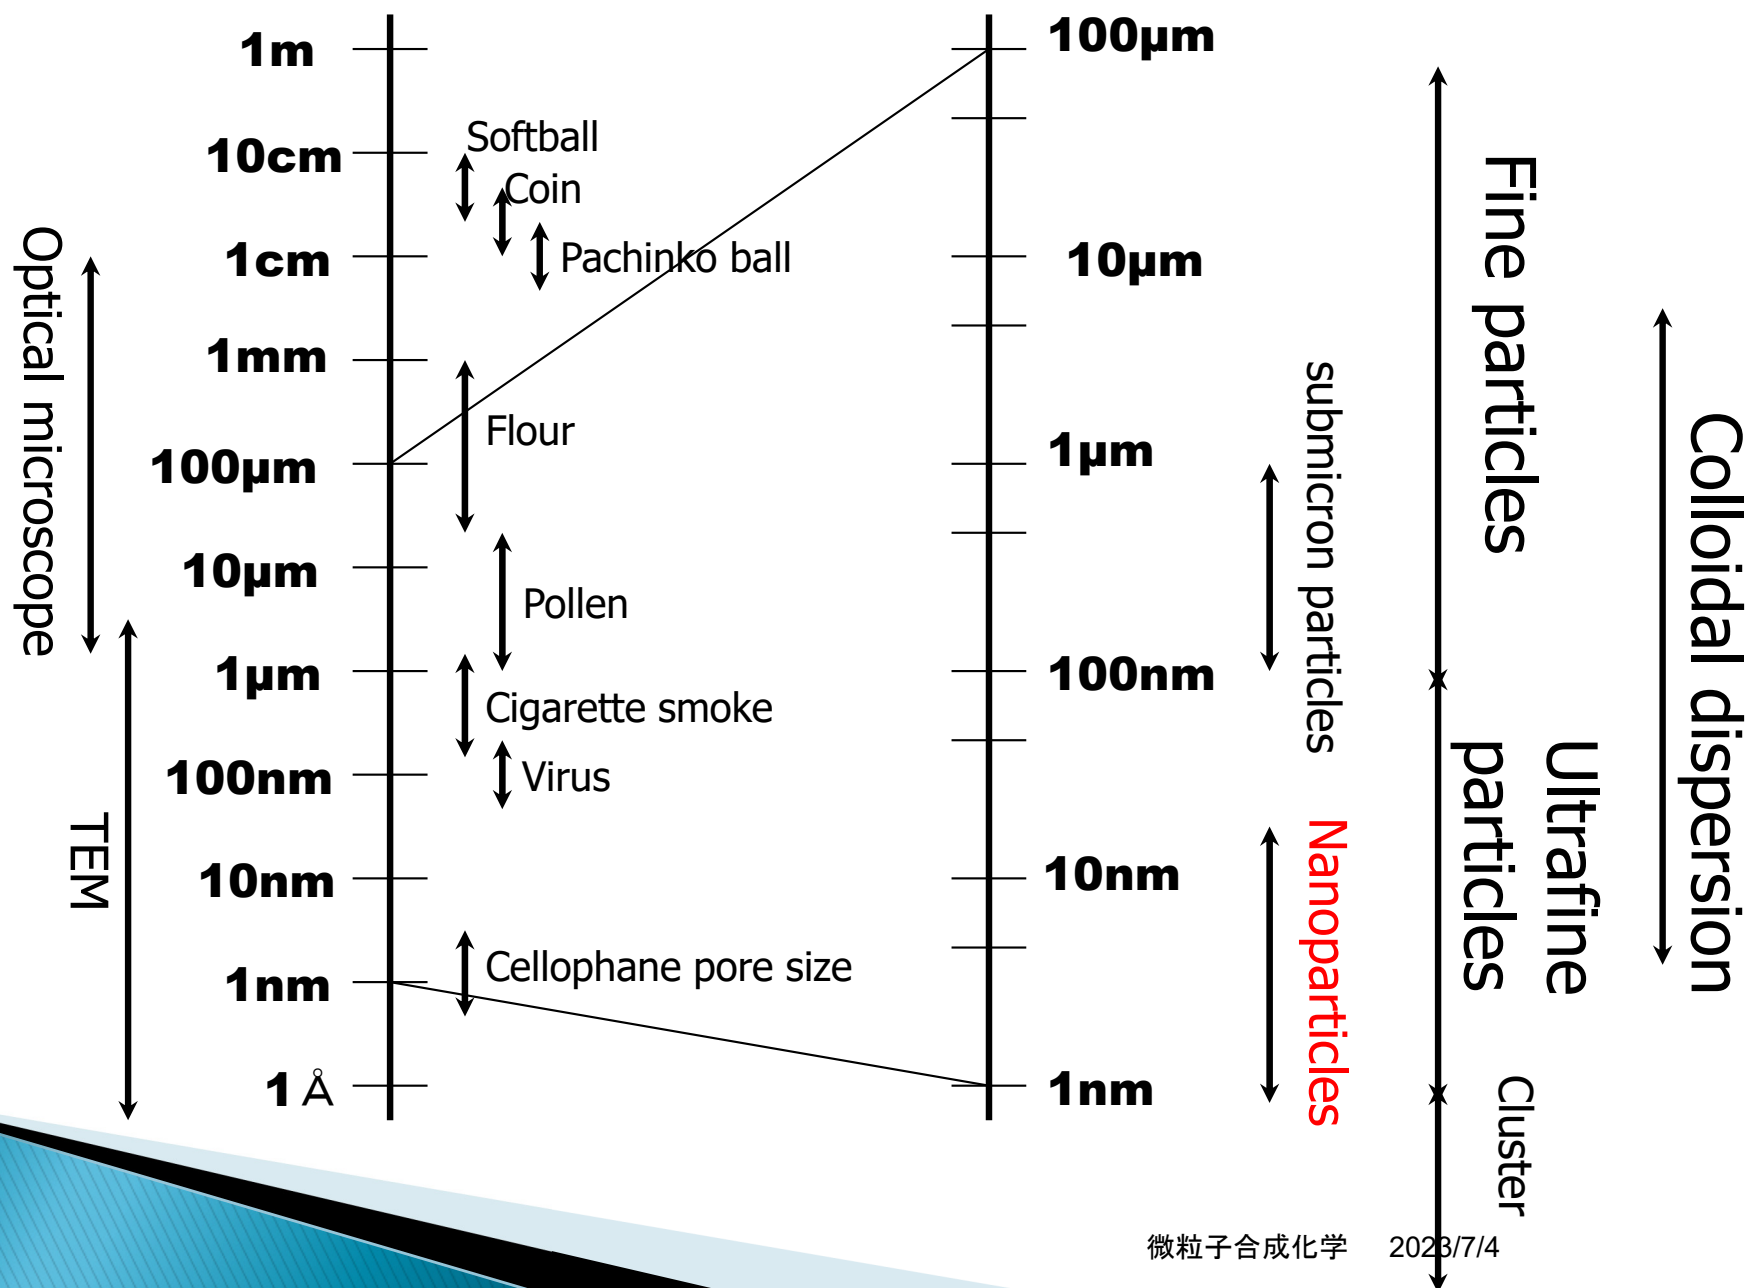 1m
10cm
1cm
1mm
100µm
10µm
1µm
100nm
10nm
1nm
1 Å
Optical microscope
TEM
Softball
Coin
Pachinko ball
Flour
Pollen
Cigarette smoke
Virus
Cellophane pore size
100µm
10µm
1µm
100nm
10nm
1nm
submicron particles
Nanoparticles
Fine particles
Ultrafine
particles
Cluster
Colloidal dispersion
微粒子合成化学 2023/7/4